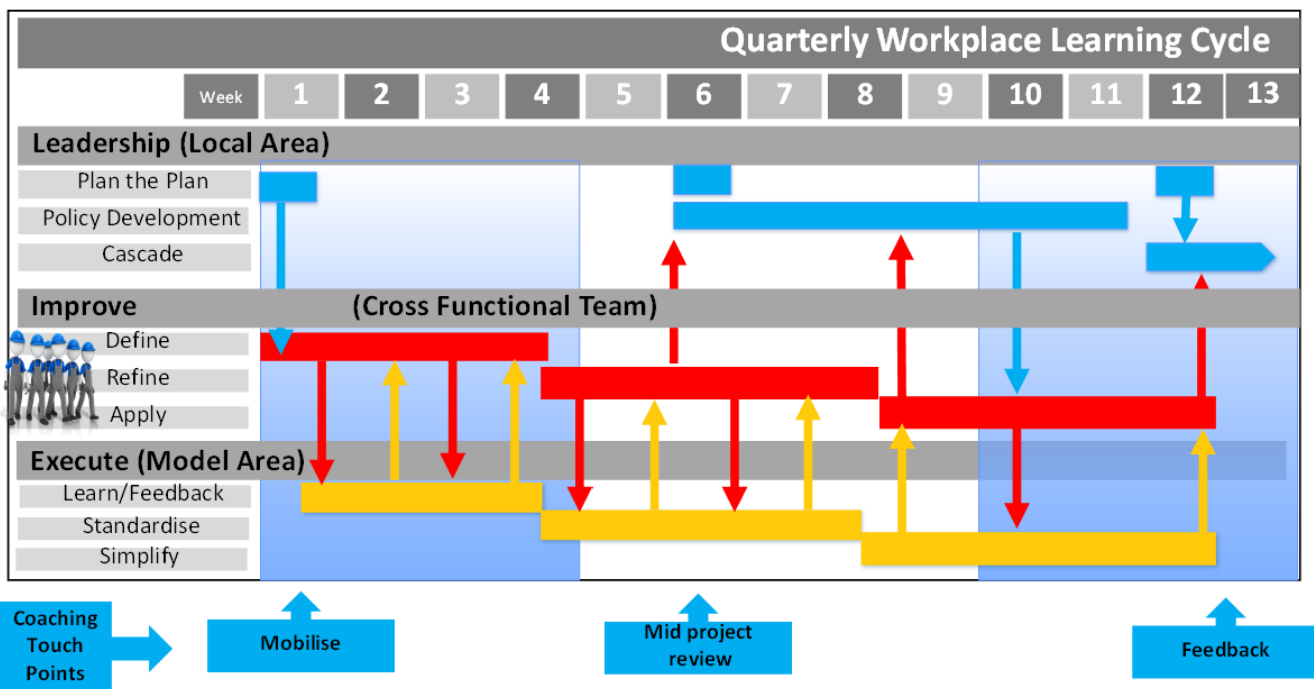 Quarterly Workplace Learning Cycle
Week 1 2 3 4 5 6 7 8 9 10 11 12 13
Leadership (Local Area)
Plan the Plan
Policy Development
Cascade
Improve (Cross Functional Team)
Define
Refine
Apply
Execute (Model Area)
Learn/Feedback
Standardise
Simplify
Coaching
Touch
Points
Mobilise
Mid project
review
Feedback